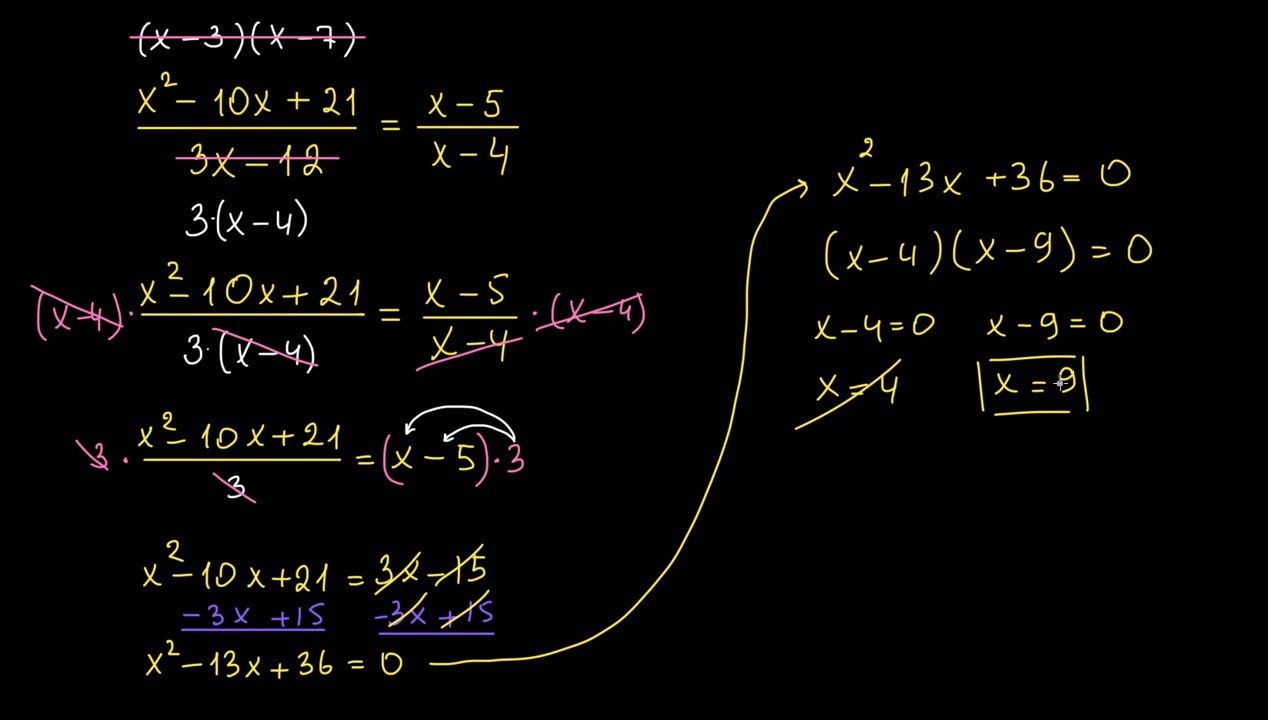 (x-3)(x-7)
x²-10x+21 / 3x-12 = x-5 / x-4
3·(x-4)
(x-4)· x²-10x+21 / 3·(x-4) = x-5 / x-4 ·(x-4)
3· x²-10x+21 / 3 = (x-5)·3
x²-10x+21 = 3x-15
-3x +15 -3x +15
x²-13x+36 = 0
x²-13x+36=0
(x-4)(x-9)=0
x-4=0 x-9=0
x=4 x=9